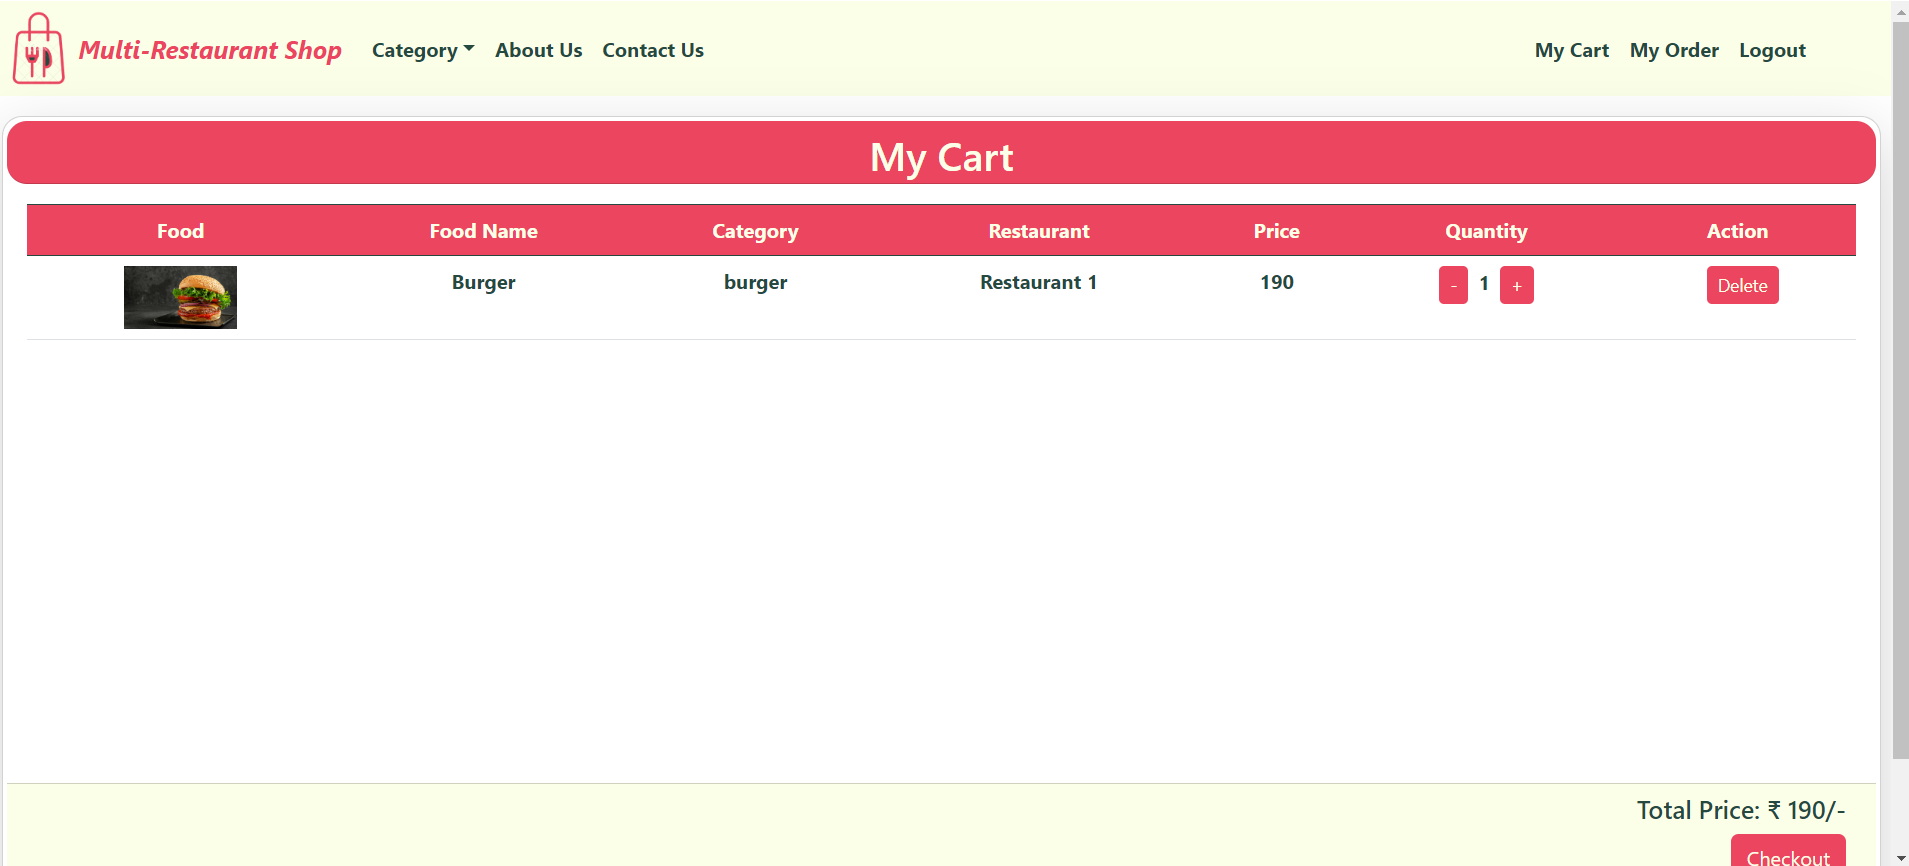 Multi-Restaurant Shop Category About Us Contact Us My Cart My Order Logout
My Cart
Food Food Name Category Restaurant Price Quantity Action
Burger burger Restaurant 1 190 - 1 + Delete
Total Price: ₹ 190/-
Checkout